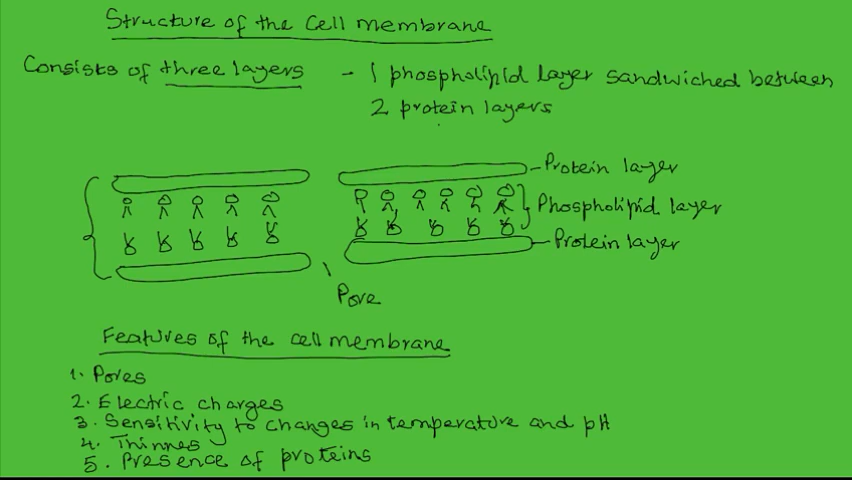 Structure of the Cell membrane
Consists of three layers - 1 phospholipid layer sandwiched between
2 protein layers
Protein layer
Phospholipid layer
Protein layer
Pore
Features of the cell membrane
1. Pores
2. Electric charges
3. Sensitivity to changes in temperature and pH
4. Thinnes
5. Presence of proteins